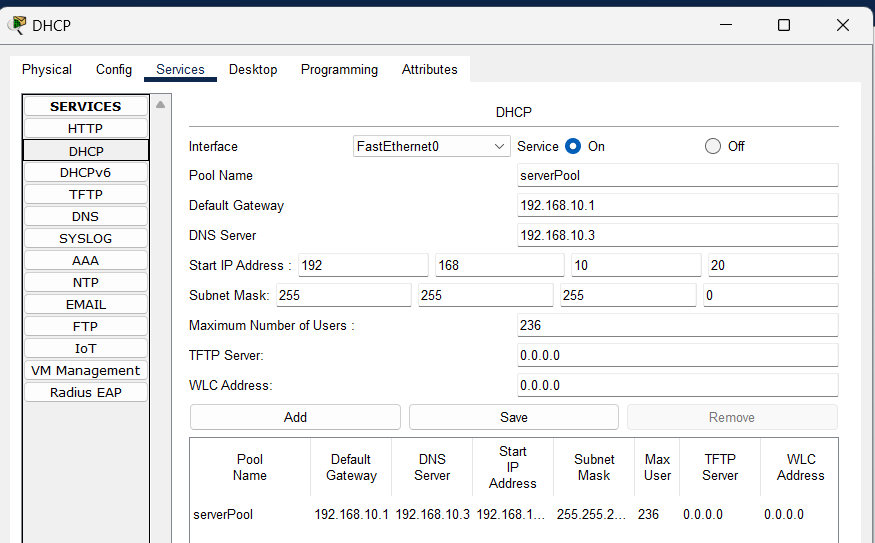 DHCP
Physical Config Services Desktop Programming Attributes
SERVICES
HTTP
DHCP
DHCPv6
TFTP
DNS
SYSLOG
AAA
NTP
EMAIL
FTP
IoT
VM Management
Radius EAP
DHCP
Interface FastEthernet0 Service On Off
Pool Name serverPool
Default Gateway 192.168.10.1
DNS Server 192.168.10.3
Start IP Address : 192 168 10 20
Subnet Mask: 255 255 255 0
Maximum Number of Users : 236
TFTP Server: 0.0.0.0
WLC Address: 0.0.0.0
Add Save Remove
Pool Name Default Gateway DNS Server Start IP Address Subnet Mask Max User TFTP Server WLC Address
serverPool 192.168.10.1 192.168.10.3 192.168.1... 255.255.2... 236 0.0.0.0 0.0.0.0